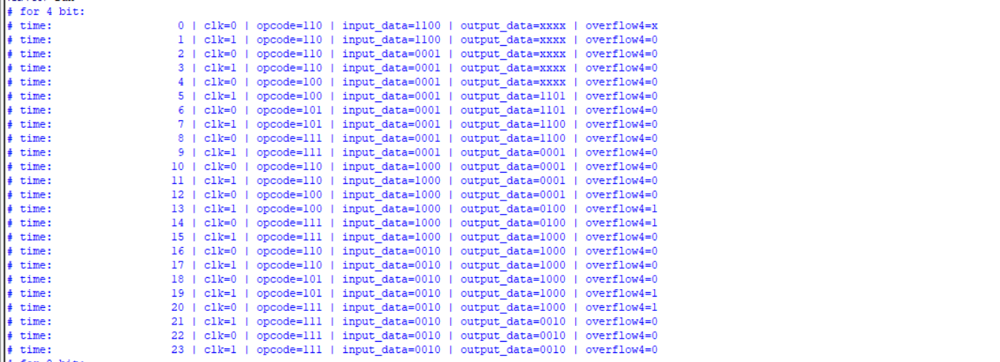 # for 4 bit:
# time:                    0 | clk=0 | opcode=110 | input_data=1100 | output_data=xxxx | overflow4=x
# time:                    1 | clk=1 | opcode=110 | input_data=1100 | output_data=xxxx | overflow4=0
# time:                    2 | clk=0 | opcode=110 | input_data=0001 | output_data=xxxx | overflow4=0
# time:                    3 | clk=1 | opcode=110 | input_data=0001 | output_data=xxxx | overflow4=0
# time:                    4 | clk=0 | opcode=100 | input_data=0001 | output_data=xxxx | overflow4=0
# time:                    5 | clk=1 | opcode=100 | input_data=0001 | output_data=1101 | overflow4=0
# time:                    6 | clk=0 | opcode=101 | input_data=0001 | output_data=1101 | overflow4=0
# time:                    7 | clk=1 | opcode=101 | input_data=0001 | output_data=1100 | overflow4=0
# time:                    8 | clk=0 | opcode=111 | input_data=0001 | output_data=1100 | overflow4=0
# time:                    9 | clk=1 | opcode=111 | input_data=0001 | output_data=0001 | overflow4=0
# time:                   10 | clk=0 | opcode=110 | input_data=1000 | output_data=0001 | overflow4=0
# time:                   11 | clk=1 | opcode=110 | input_data=1000 | output_data=0001 | overflow4=0
# time:                   12 | clk=0 | opcode=100 | input_data=1000 | output_data=0001 | overflow4=0
# time:                   13 | clk=1 | opcode=100 | input_data=1000 | output_data=0100 | overflow4=1
# time:                   14 | clk=0 | opcode=111 | input_data=1000 | output_data=0100 | overflow4=1
# time:                   15 | clk=1 | opcode=111 | input_data=1000 | output_data=1000 | overflow4=0
# time:                   16 | clk=0 | opcode=110 | input_data=0010 | output_data=1000 | overflow4=0
# time:                   17 | clk=1 | opcode=110 | input_data=0010 | output_data=1000 | overflow4=0
# time:                   18 | clk=0 | opcode=101 | input_data=0010 | output_data=1000 | overflow4=0
# time:                   19 | clk=1 | opcode=101 | input_data=0010 | output_data=1000 | overflow4=1
# time:                   20 | clk=0 | opcode=111 | input_data=0010 | output_data=1000 | overflow4=1
# time:                   21 | clk=1 | opcode=111 | input_data=0010 | output_data=0010 | overflow4=0
# time:                   22 | clk=0 | opcode=111 | input_data=0010 | output_data=0010 | overflow4=0
# time:                   23 | clk=1 | opcode=111 | input_data=0010 | output_data=0010 | overflow4=0